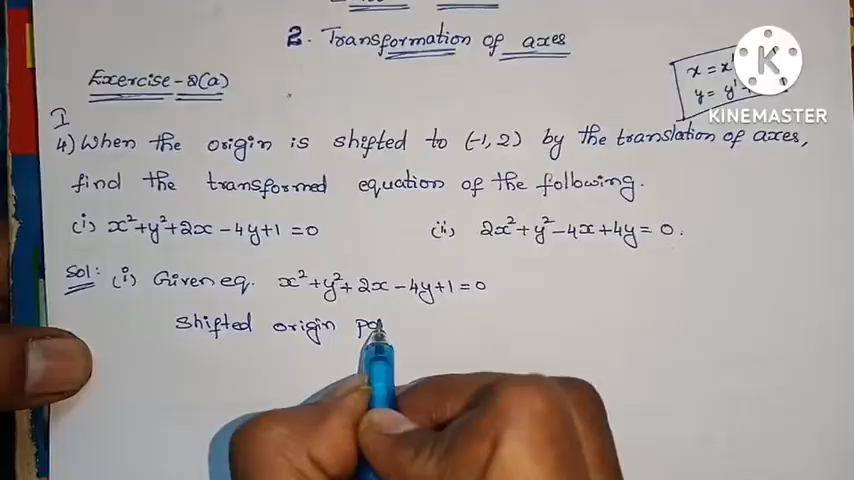 2. Transformation of axes
Exercise-2(a)
x = x'
y = y'
KINEMASTER
I
4) When the origin is shifted to (-1, 2) by the translation of axes,
find the transformed equation of the following.
(i) x²+y²+2x-4y+1=0 (ii) 2x²+y²-4x+4y=0.
Sol: (i) Given eq. x²+y²+2x-4y+1=0
Shifted origin po